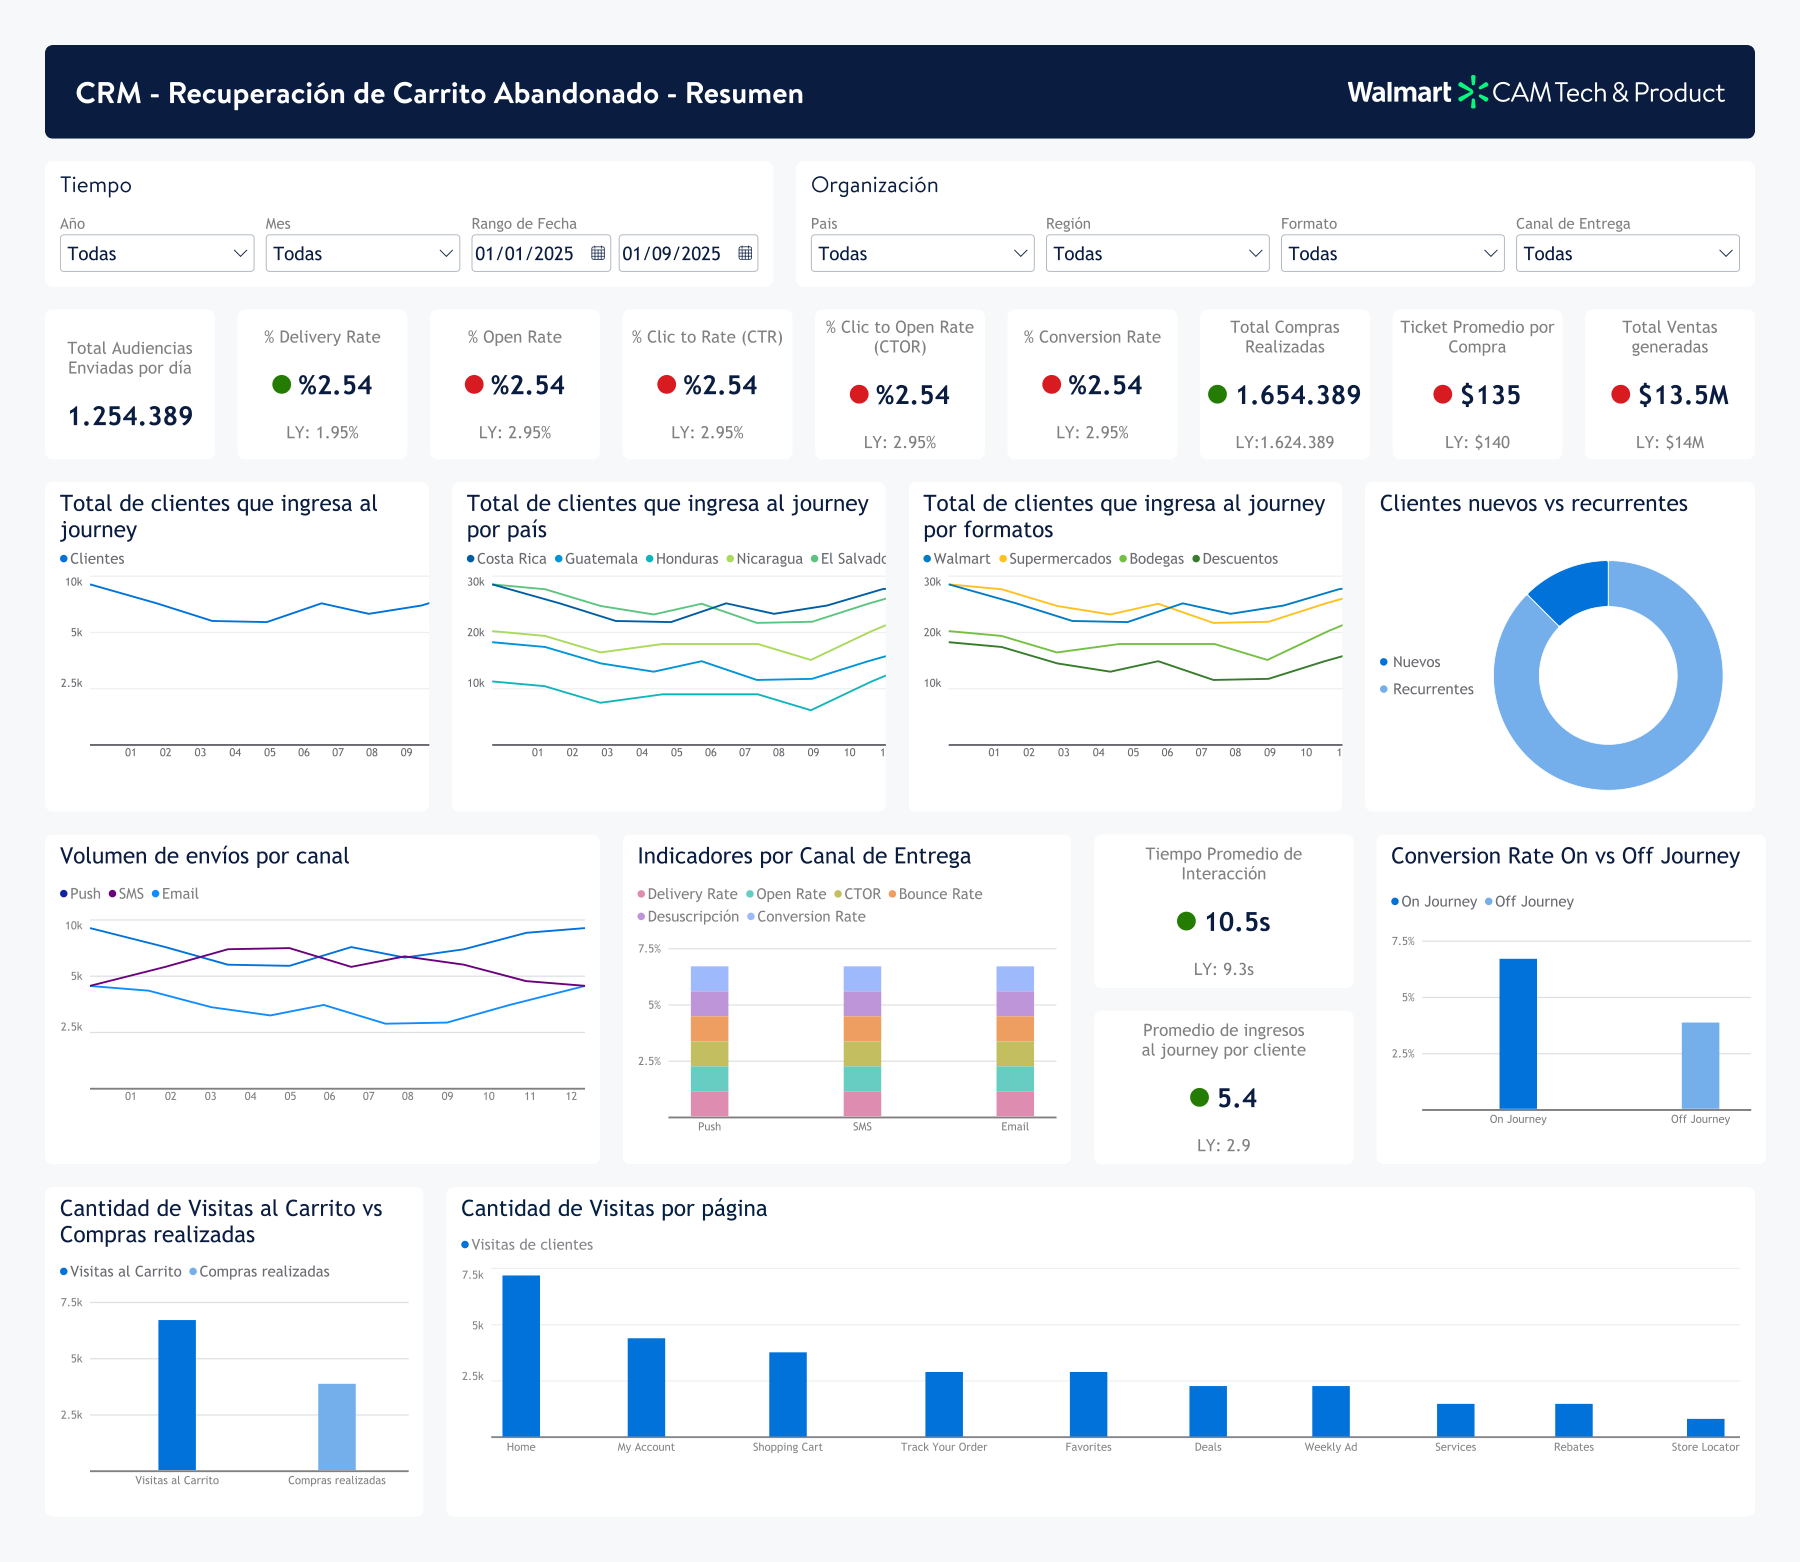 CRM - Recuperación de Carrito Abandonado - Resumen
Walmart CAM Tech & Product
Tiempo
Año
Mes
Rango de Fecha
Todas
Todas
01/01/2025
01/09/2025
Organización
Pais
Región
Formato
Canal de Entrega
Todas
Todas
Todas
Todas
Total Audiencias
Enviadas por día
1.254.389
% Delivery Rate
%2.54
LY: 1.95%
% Open Rate
%2.54
LY: 2.95%
% Clic to Rate (CTR)
%2.54
LY: 2.95%
% Clic to Open Rate
(CTOR)
%2.54
LY: 2.95%
% Conversion Rate
%2.54
LY: 2.95%
Total Compras
Realizadas
1.654.389
LY:1.624.389
Ticket Promedio por
Compra
$135
LY: $140
Total Ventas
generadas
$13.5M
LY: $14M
Total de clientes que ingresa al
journey
Clientes
10k
5k
2.5k
01 02 03 04 05 06 07 08 09
Total de clientes que ingresa al journey
por país
Costa Rica Guatemala Honduras Nicaragua El Salvado
30k
20k
10k
01 02 03 04 05 06 07 08 09 10 1
Total de clientes que ingresa al journey
por formatos
Walmart Supermercados Bodegas Descuentos
30k
20k
10k
01 02 03 04 05 06 07 08 09 10 1
Clientes nuevos vs recurrentes
Nuevos
Recurrentes
Volumen de envíos por canal
Push SMS Email
10k
5k
2.5k
01 02 03 04 05 06 07 08 09 10 11 12
Indicadores por Canal de Entrega
Delivery Rate Open Rate CTOR Bounce Rate
Desuscripción Conversion Rate
7.5%
5%
2.5%
Push SMS Email
Tiempo Promedio de
Interacción
10.5s
LY: 9.3s
Promedio de ingresos
al journey por cliente
5.4
LY: 2.9
Conversion Rate On vs Off Journey
On Journey Off Journey
7.5%
5%
2.5%
On Journey Off Journey
Cantidad de Visitas al Carrito vs
Compras realizadas
Visitas al Carrito Compras realizadas
7.5k
5k
2.5k
Visitas al Carrito Compras realizadas
Cantidad de Visitas por página
Visitas de clientes
7.5k
5k
2.5k
Home My Account Shopping Cart Track Your Order Favorites Deals Weekly Ad Services Rebates Store Locator